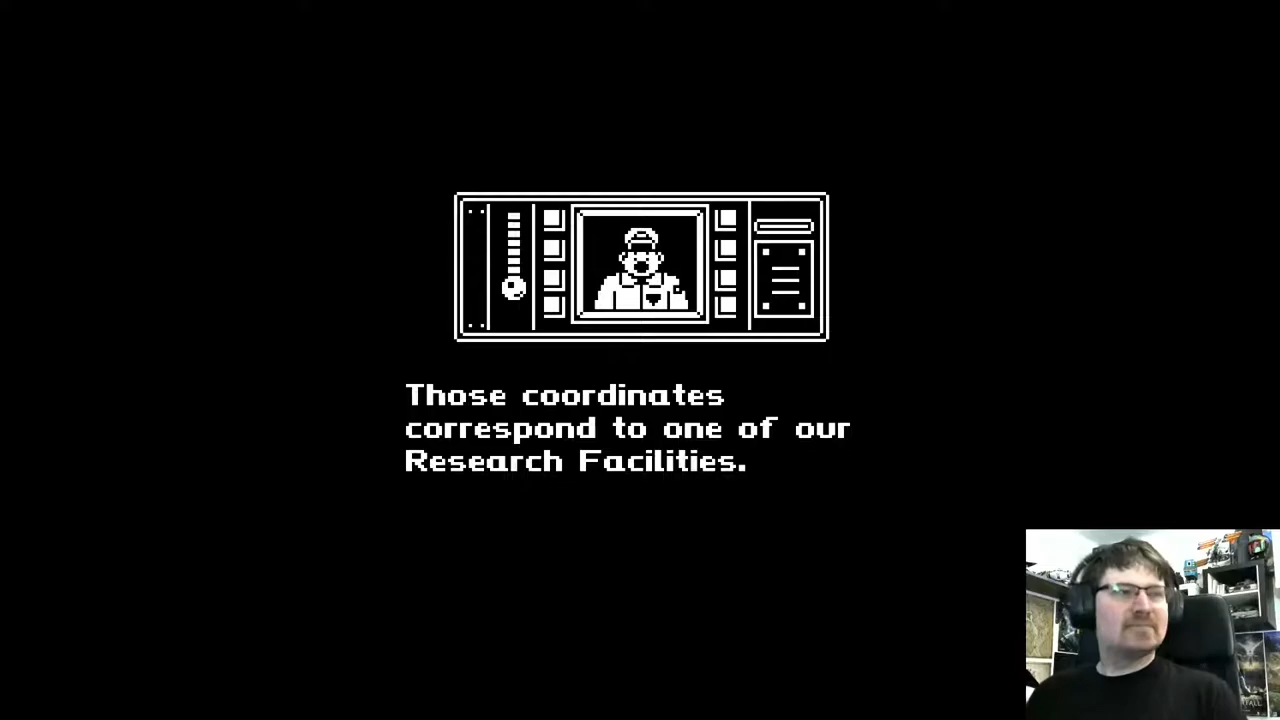 Those coordinates
correspond to one of our
Research Facilities.